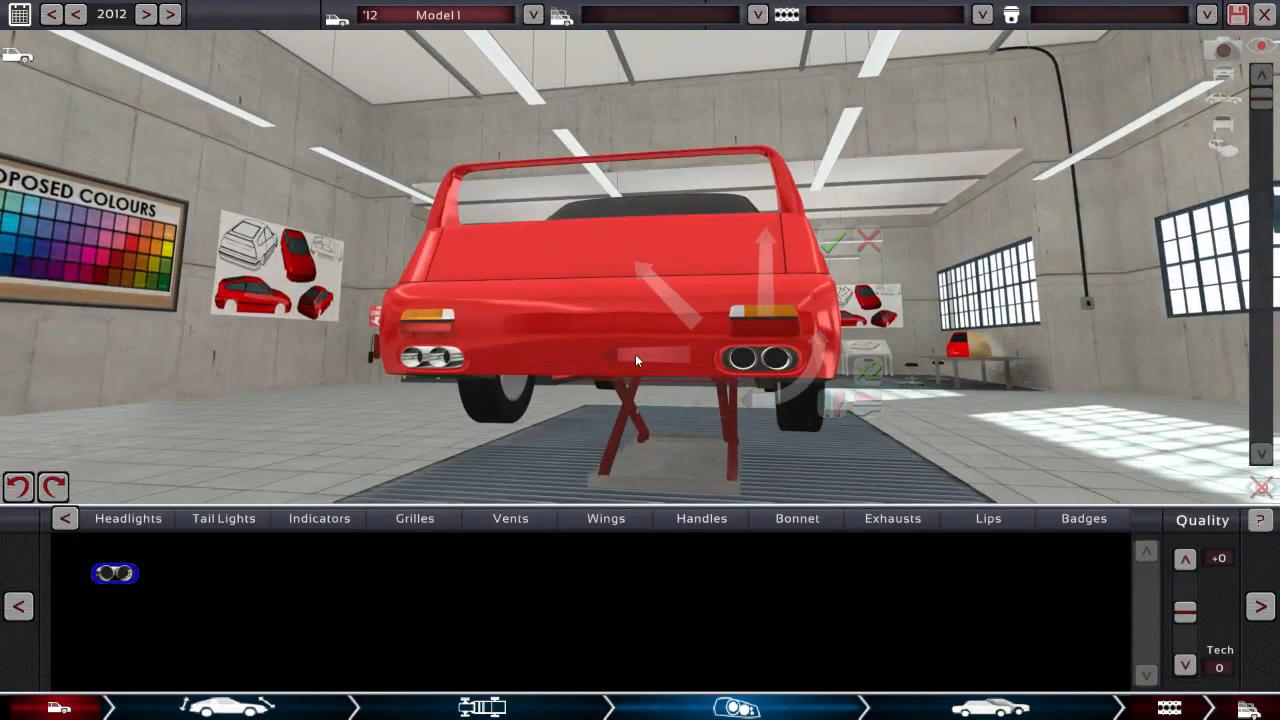 2012
'12 Model 1
OPOSED COLOURS
Headlights Tail Lights Indicators Grilles Vents Wings Handles Bonnet Exhausts Lips Badges
Quality ?
+0
Tech
0